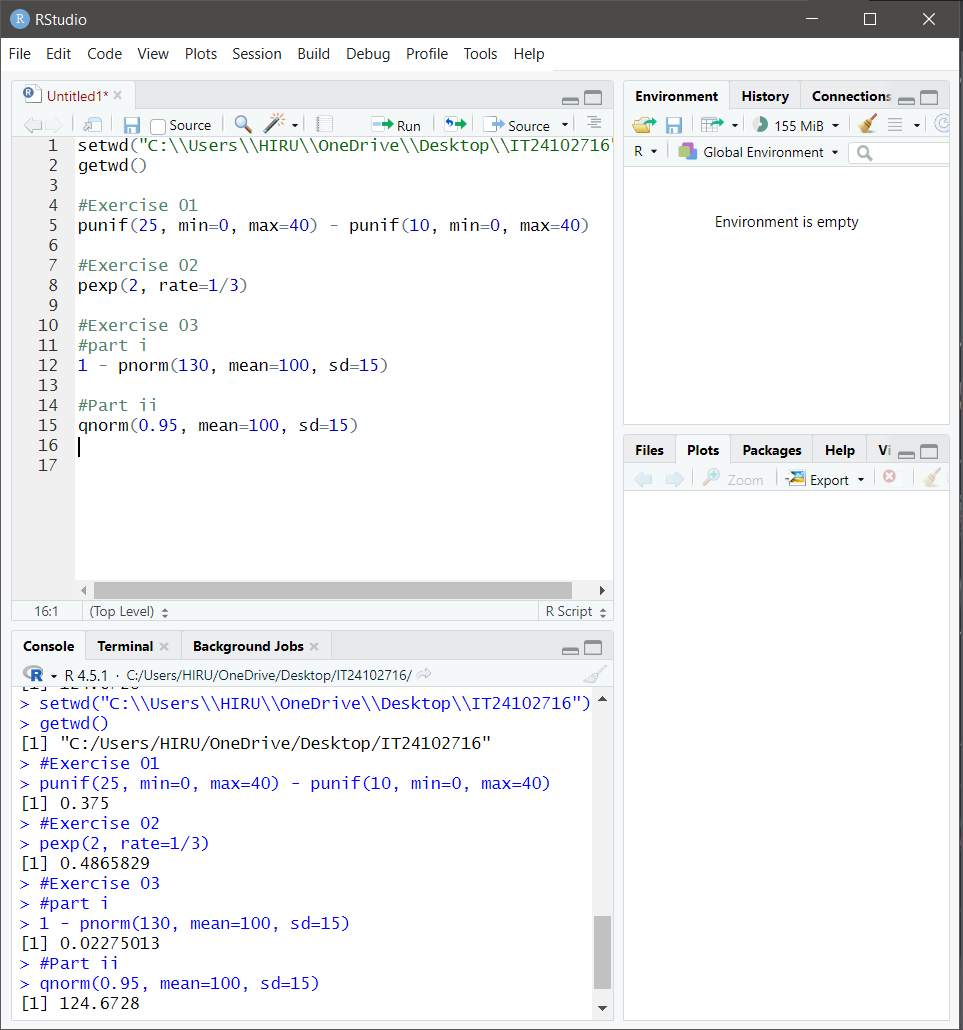 R RStudio
File Edit Code View Plots Session Build Debug Profile Tools Help
Untitled1*
Source Run Source
1 setwd("C:\\Users\\HIRU\\OneDrive\\Desktop\\IT24102716"
2 getwd()
3
4 #Exercise 01
5 punif(25, min=0, max=40) - punif(10, min=0, max=40)
6
7 #Exercise 02
8 pexp(2, rate=1/3)
9
10 #Exercise 03
11 #part i
12 1 - pnorm(130, mean=100, sd=15)
13
14 #Part ii
15 qnorm(0.95, mean=100, sd=15)
16
17
16:1 (Top Level) R Script
Console Terminal Background Jobs
R R 4.5.1 · C:/Users/HIRU/OneDrive/Desktop/IT24102716/
> setwd("C:\\Users\\HIRU\\OneDrive\\Desktop\\IT24102716")
> getwd()
[1] "C:/Users/HIRU/OneDrive/Desktop/IT24102716"
> #Exercise 01
> punif(25, min=0, max=40) - punif(10, min=0, max=40)
[1] 0.375
> #Exercise 02
> pexp(2, rate=1/3)
[1] 0.4865829
> #Exercise 03
> #part i
> 1 - pnorm(130, mean=100, sd=15)
[1] 0.02275013
> #Part ii
> qnorm(0.95, mean=100, sd=15)
[1] 124.6728
Environment History Connections
155 MiB
R Global Environment
Environment is empty
Files Plots Packages Help Vi
Zoom Export